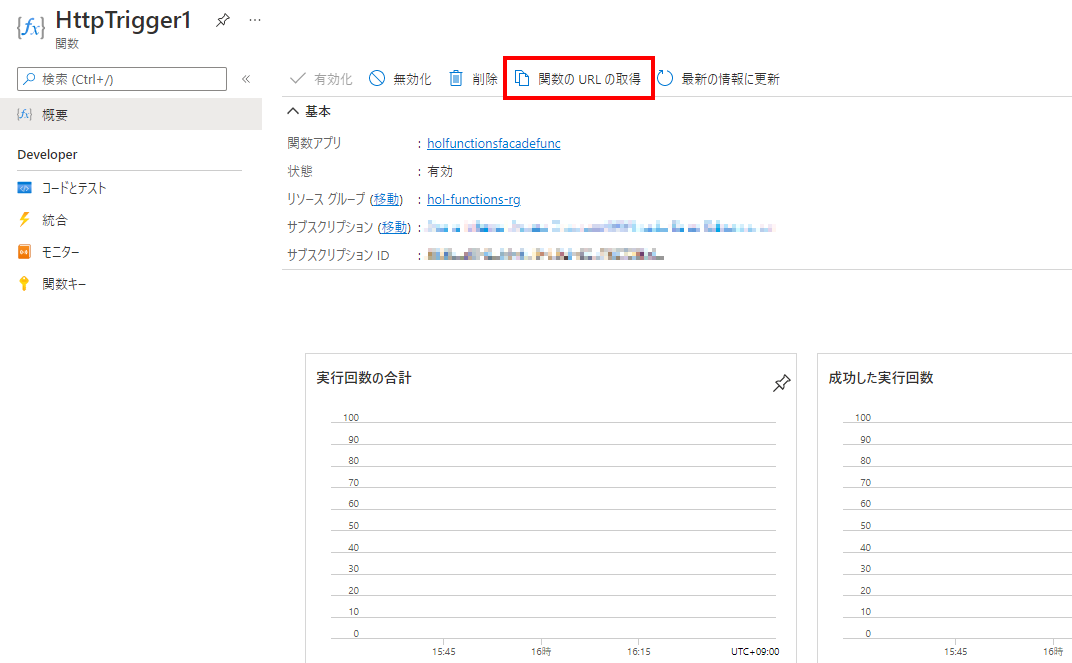 HttpTrigger1
関数
検索 (Ctrl+/)
概要
Developer
コードとテスト
統合
モニター
関数キー
有効化 無効化 削除 関数の URL の取得 最新の情報に更新
基本
関数アプリ : holfunctionsfacadefunc
状態 : 有効
リソース グループ (移動) : hol-functions-rg
サブスクリプション (移動) :
サブスクリプション ID :
実行回数の合計
100
90
80
70
60
50
40
30
20
10
0
15:45 16時 16:15 UTC+09:00
成功した実行回数
100
90
80
70
60
50
40
30
20
10
0
15:45 16時